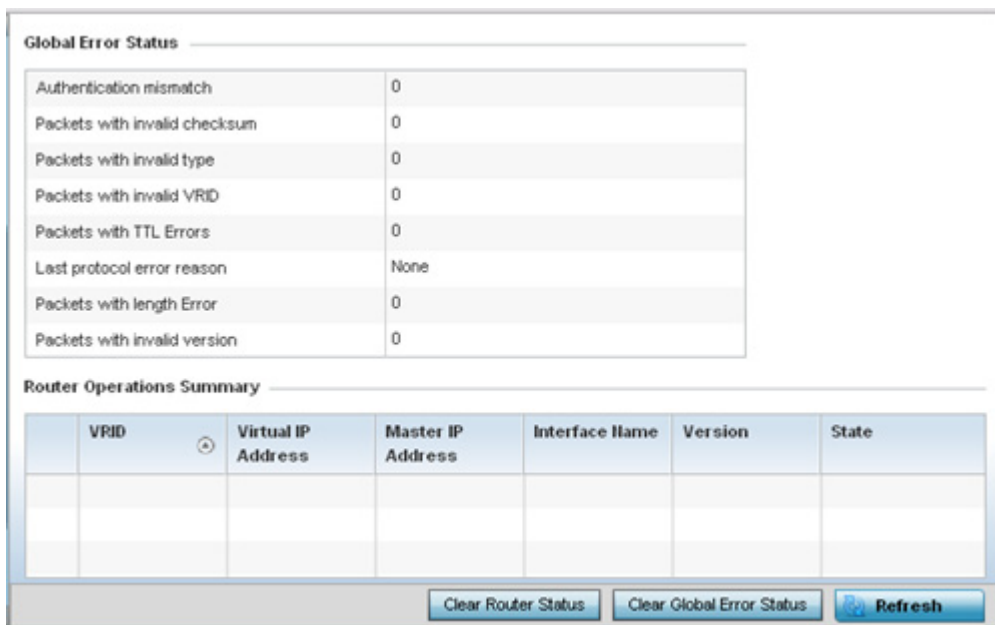 Global Error Status
Authentication mismatch 0
Packets with invalid checksum 0
Packets with invalid type 0
Packets with invalid VRID 0
Packets with TTL Errors 0
Last protocol error reason None
Packets with length Error 0
Packets with invalid version 0
Router Operations Summary
VRID Virtual IP Address Master IP Address Interface Name Version State
Clear Router Status Clear Global Error Status Refresh